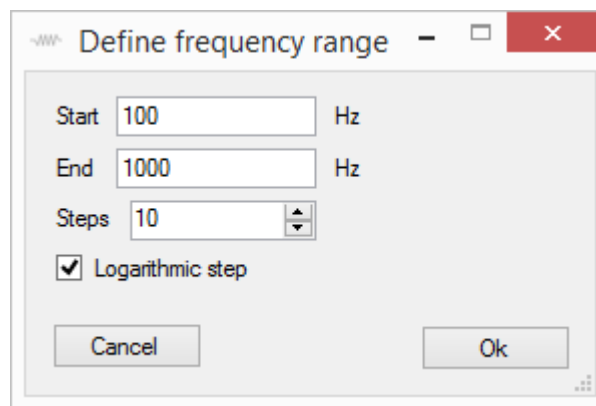 Define frequency range
Start 100 Hz
End 1000 Hz
Steps 10
Logarithmic step
Cancel Ok